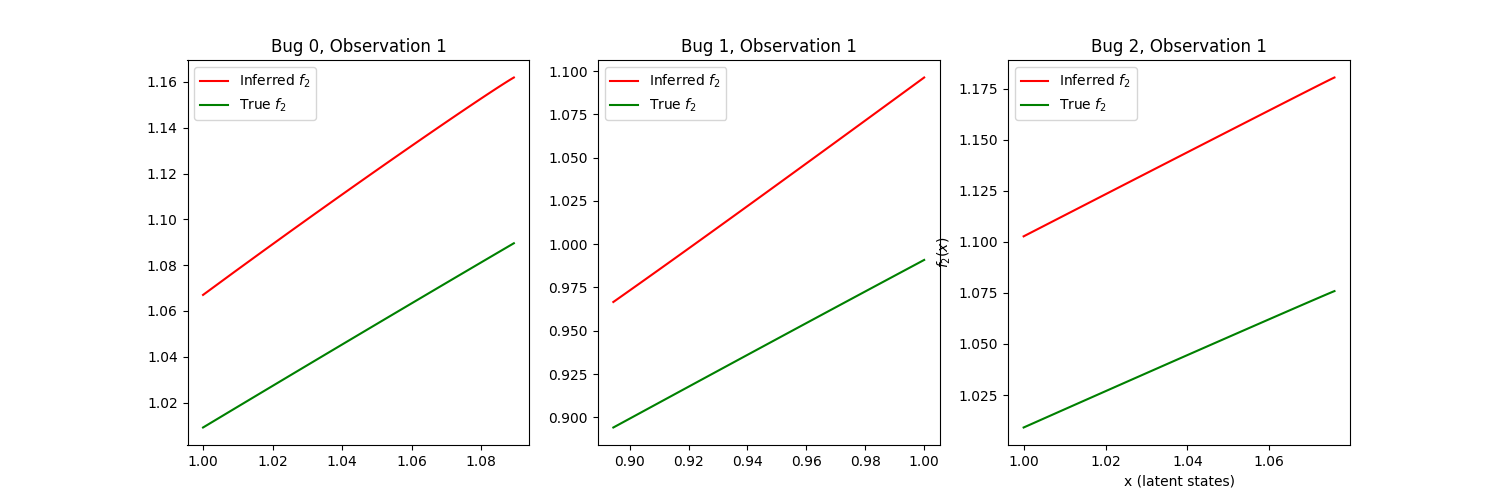 Bug 0, Observation 1
Inferred f₂
True f₂
1.16
1.14
1.12
1.10
1.08
1.06
1.04
1.02
1.00 1.02 1.04 1.06 1.08
Bug 1, Observation 1
Inferred f₂
True f₂
1.100
1.075
1.050
1.025
1.000
0.975
0.950
0.925
0.900
0.90 0.92 0.94 0.96 0.98 1.00
Bug 2, Observation 1
Inferred f₂
True f₂
f₂(x)
1.175
1.150
1.125
1.100
1.075
1.050
1.025
1.00 1.02 1.04 1.06
x (latent states)